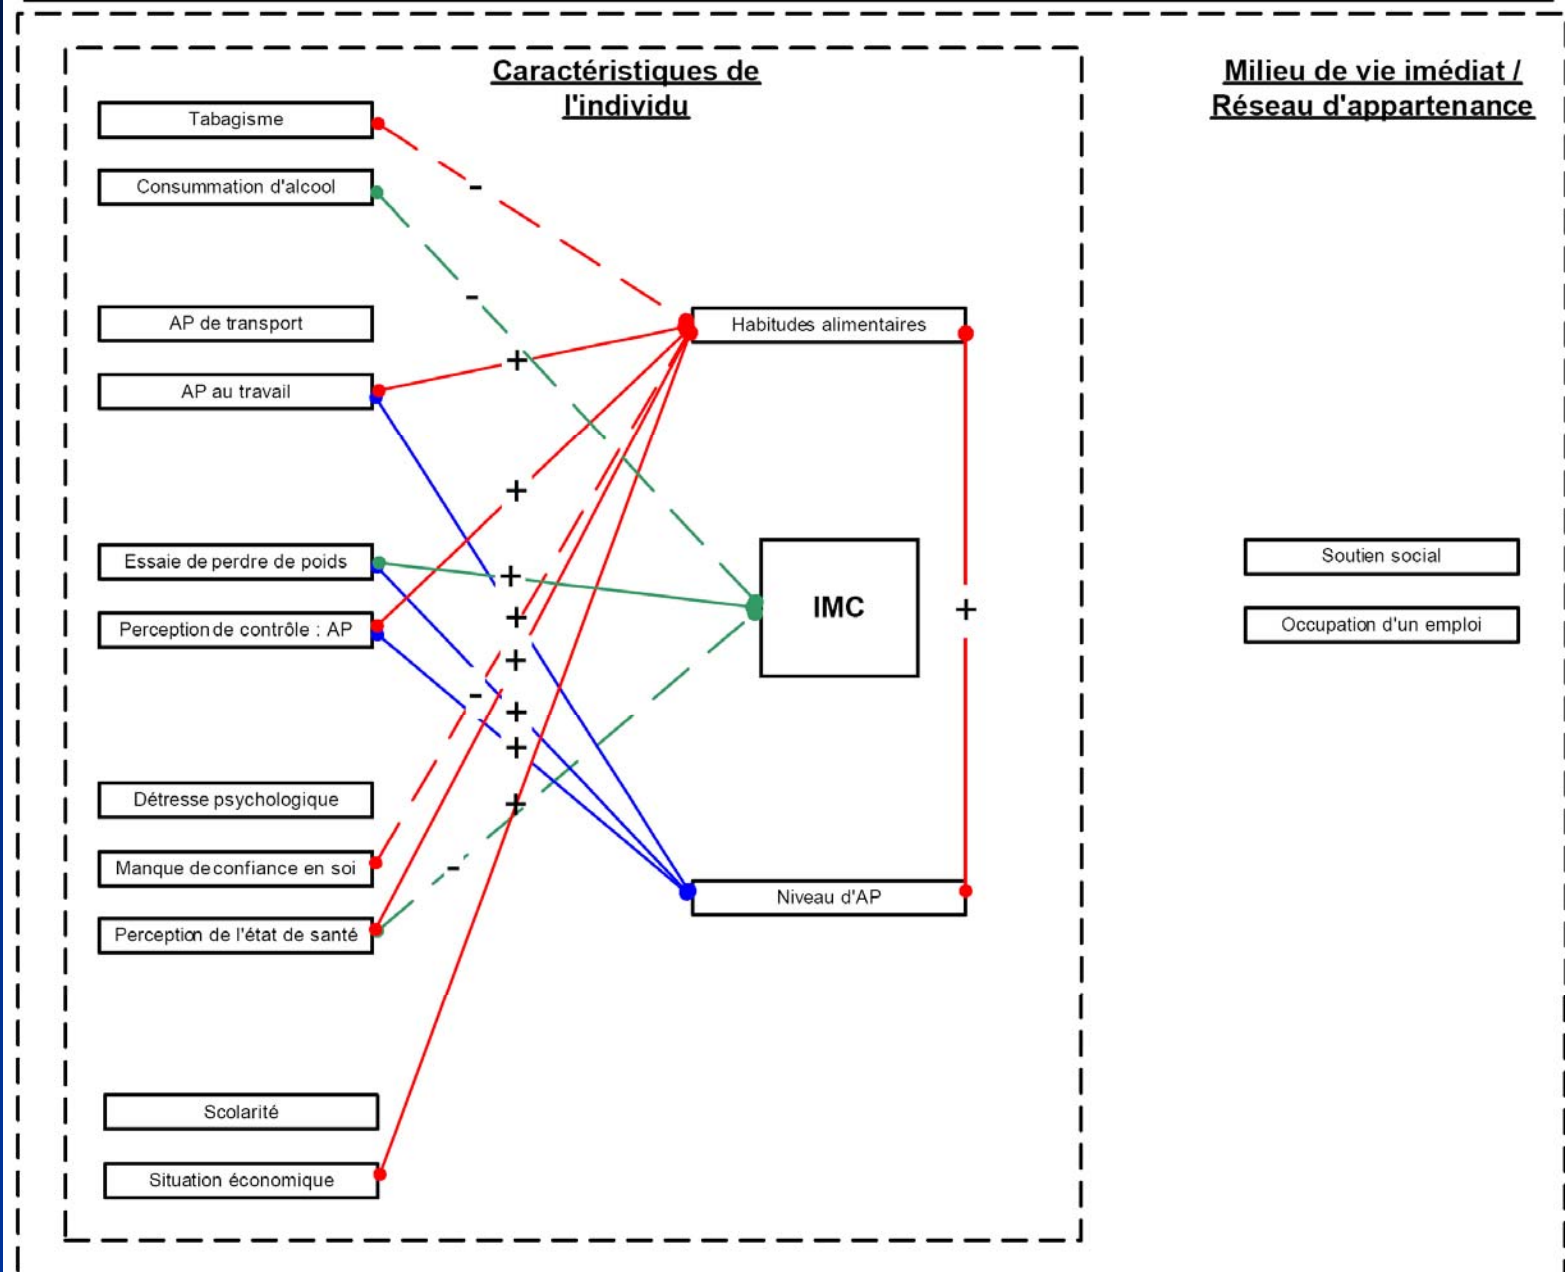 Caractéristiques de
l'individu
Milieu de vie imédiat /
Réseau d'appartenance
Tabagisme
-
Consummation d'alcool
-
AP de transport
Habitudes alimentaires
+
AP au travail
+
Essaie de perdre de poids
+
Soutien social
IMC
+
+
Perception de contrôle : AP
Occupation d'un emploi
+
-
+
+
Détresse psychologique
+
Manque de confiance en soi
-
Niveau d'AP
Perception de l'état de santé
Scolarité
Situation économique